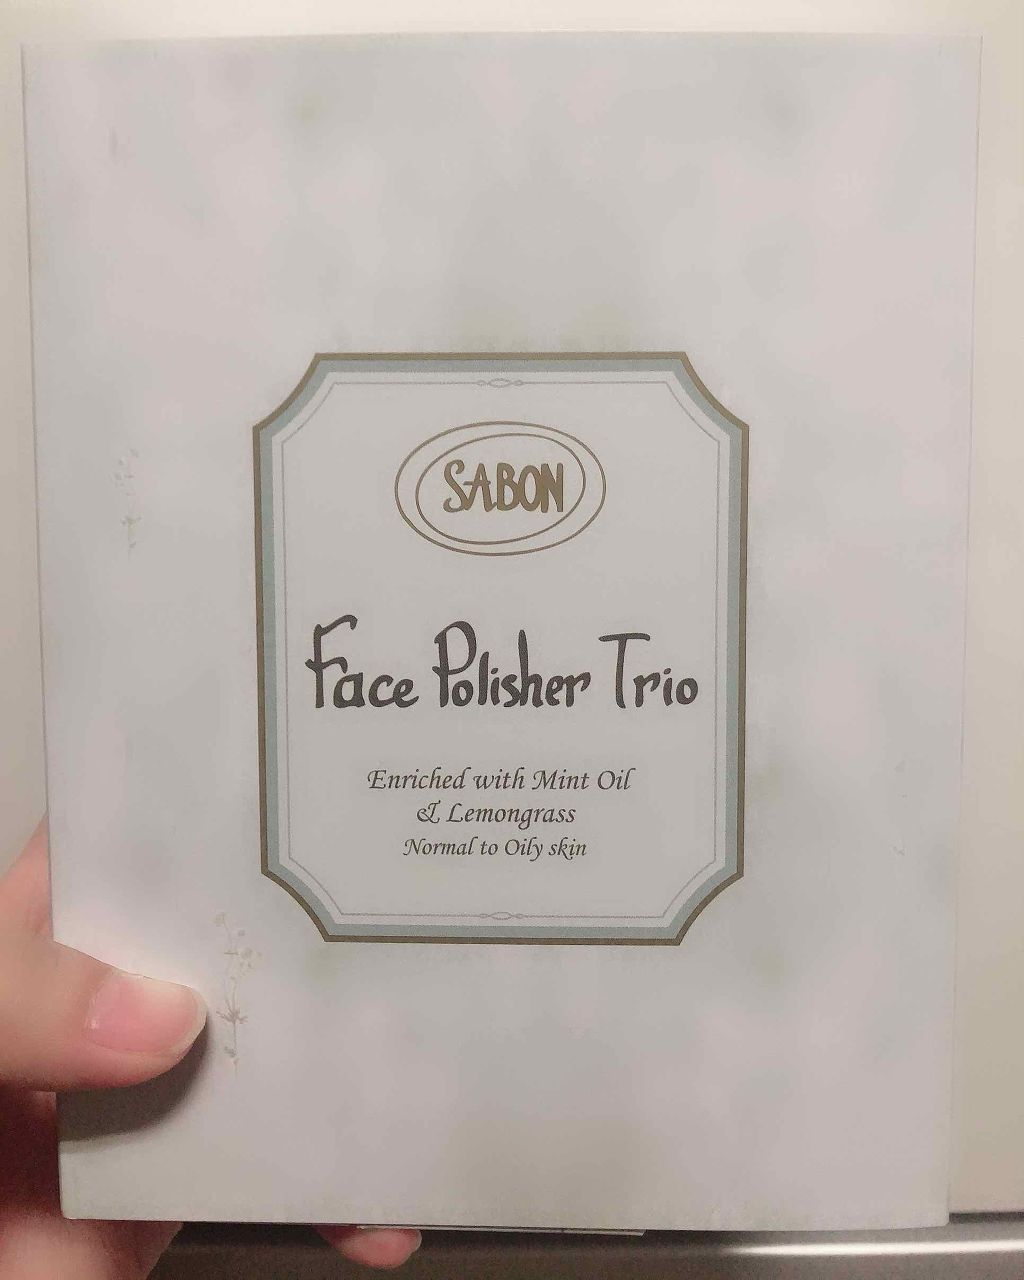 SABON
Face Polisher Trio
Enriched with Mint Oil
& Lemongrass
Normal to Oily skin